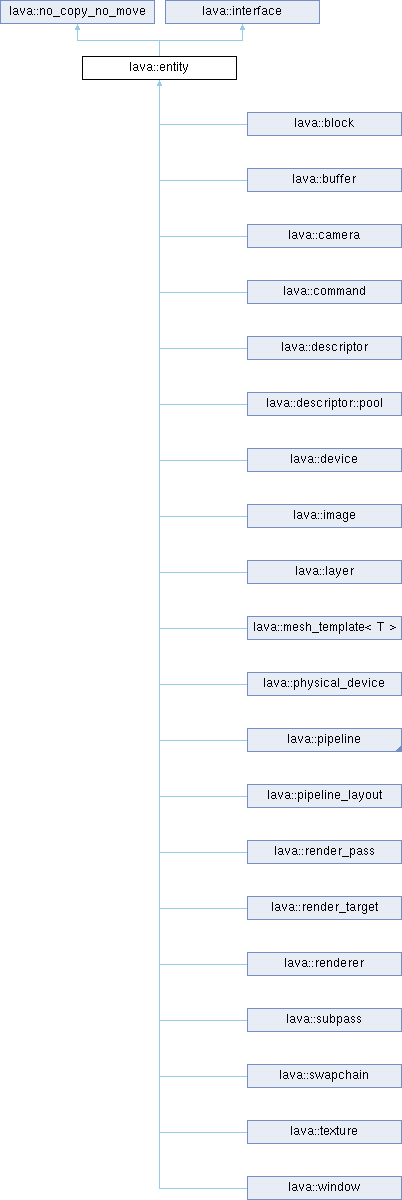 lava::no_copy_no_move
lava::interface
lava::entity
lava::block
lava::buffer
lava::camera
lava::command
lava::descriptor
lava::descriptor::pool
lava::device
lava::image
lava::layer
lava::mesh_template< T >
lava::physical_device
lava::pipeline
lava::pipeline_layout
lava::render_pass
lava::render_target
lava::renderer
lava::subpass
lava::swapchain
lava::texture
lava::window